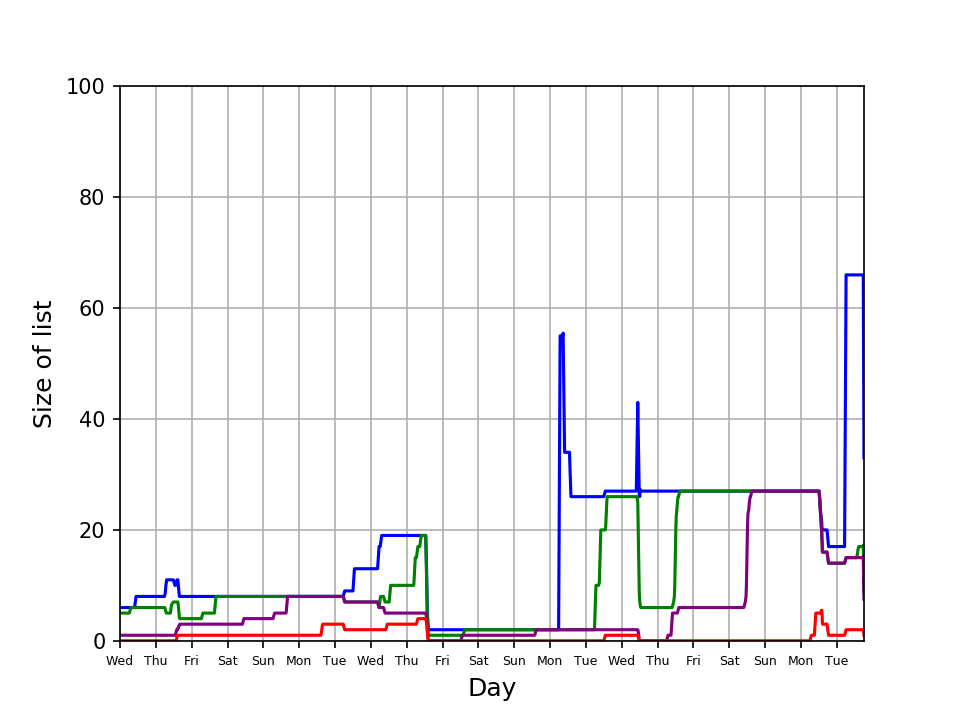 100
80
60
40
20
0
Size of list
Wed Thu Fri Sat Sun Mon Tue Wed Thu Fri Sat Sun Mon Tue Wed Thu Fri Sat Sun Mon Tue
Day